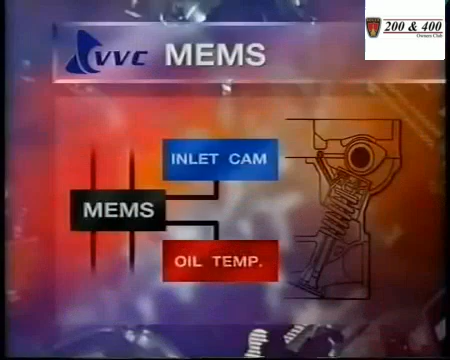 VVC MEMS
200 & 400
Owners Club
INLET CAM
MEMS
OIL TEMP.